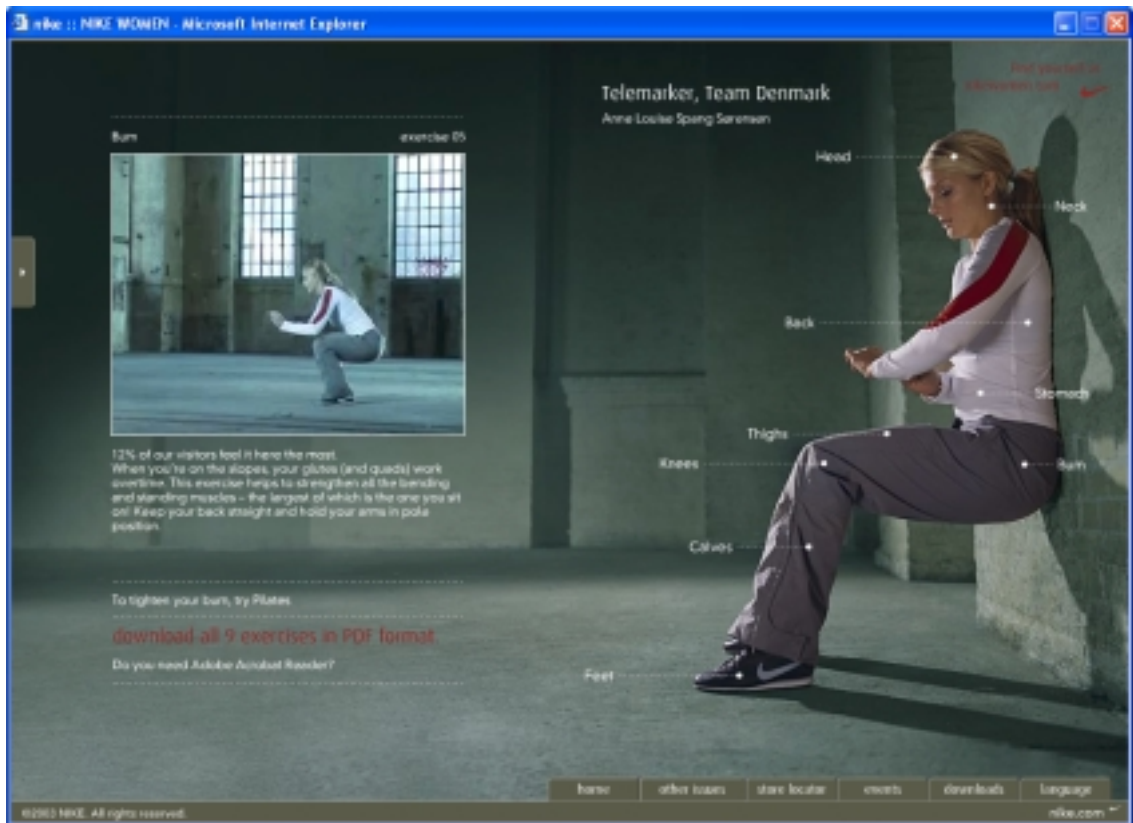 nike :: NIKE WOMEN - Microsoft Internet Explorer
Telemarker, Team Denmark
Anne Louise Spang Sørensen
Bum
exercise 05
Head
Neck
Back
Stomach
Thighs
Knees
Bum
Calves
Feet
12% of our visitors feel it here the most.
When you're on the slopes, your glutes (and quads) work
overtime. This exercise helps to strengthen all the bending
and standing muscles – the largest of which is the one you sit
on! Keep your back straight and hold your arms in pole
position.
To tighten your bum, try Pilates
download all 9 exercises in PDF format.
Do you need Adobe Acrobat Reader?
home
other issues
store locator
events
downloads
language
©2003 NIKE. All rights reserved.
nike.com